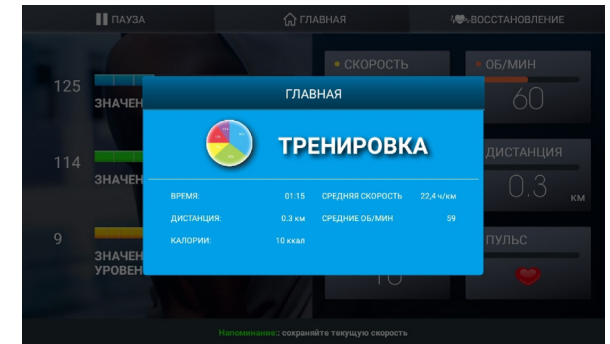 ПАУЗА
ГЛАВНАЯ
ВОССТАНОВЛЕНИЕ
СКОРОСТЬ
ОБ/МИН
125
ЗНАЧЕН
60
ГЛАВНАЯ
ТРЕНИРОВКА
114
ЗНАЧЕН
ДИСТАНЦИЯ
0.3 км
ВРЕМЯ: 01:15 СРЕДНЯЯ СКОРОСТЬ 22,4 ч/км
ДИСТАНЦИЯ: 0.3 км СРЕДНИЕ ОБ/МИН 59
КАЛОРИИ: 10 ккал
9
ЗНАЧЕН
УРОВЕН
ПУЛЬС
10
Напоминание:: сохраняйте текущую скорость